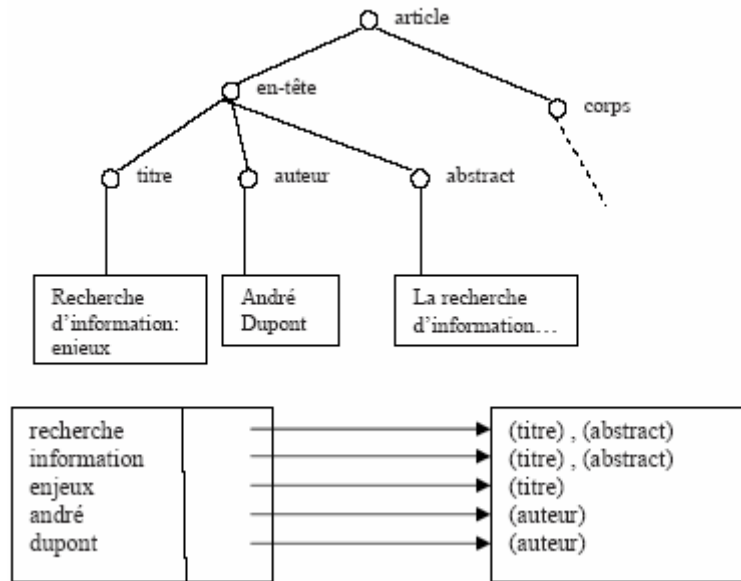 article
en-tête
corps
titre
auteur
abstract
Recherche
d'information:
enjeux
André
Dupont
La recherche
d'information…
recherche
information
enjeux
andré
dupont
(titre) , (abstract)
(titre) , (abstract)
(titre)
(auteur)
(auteur)